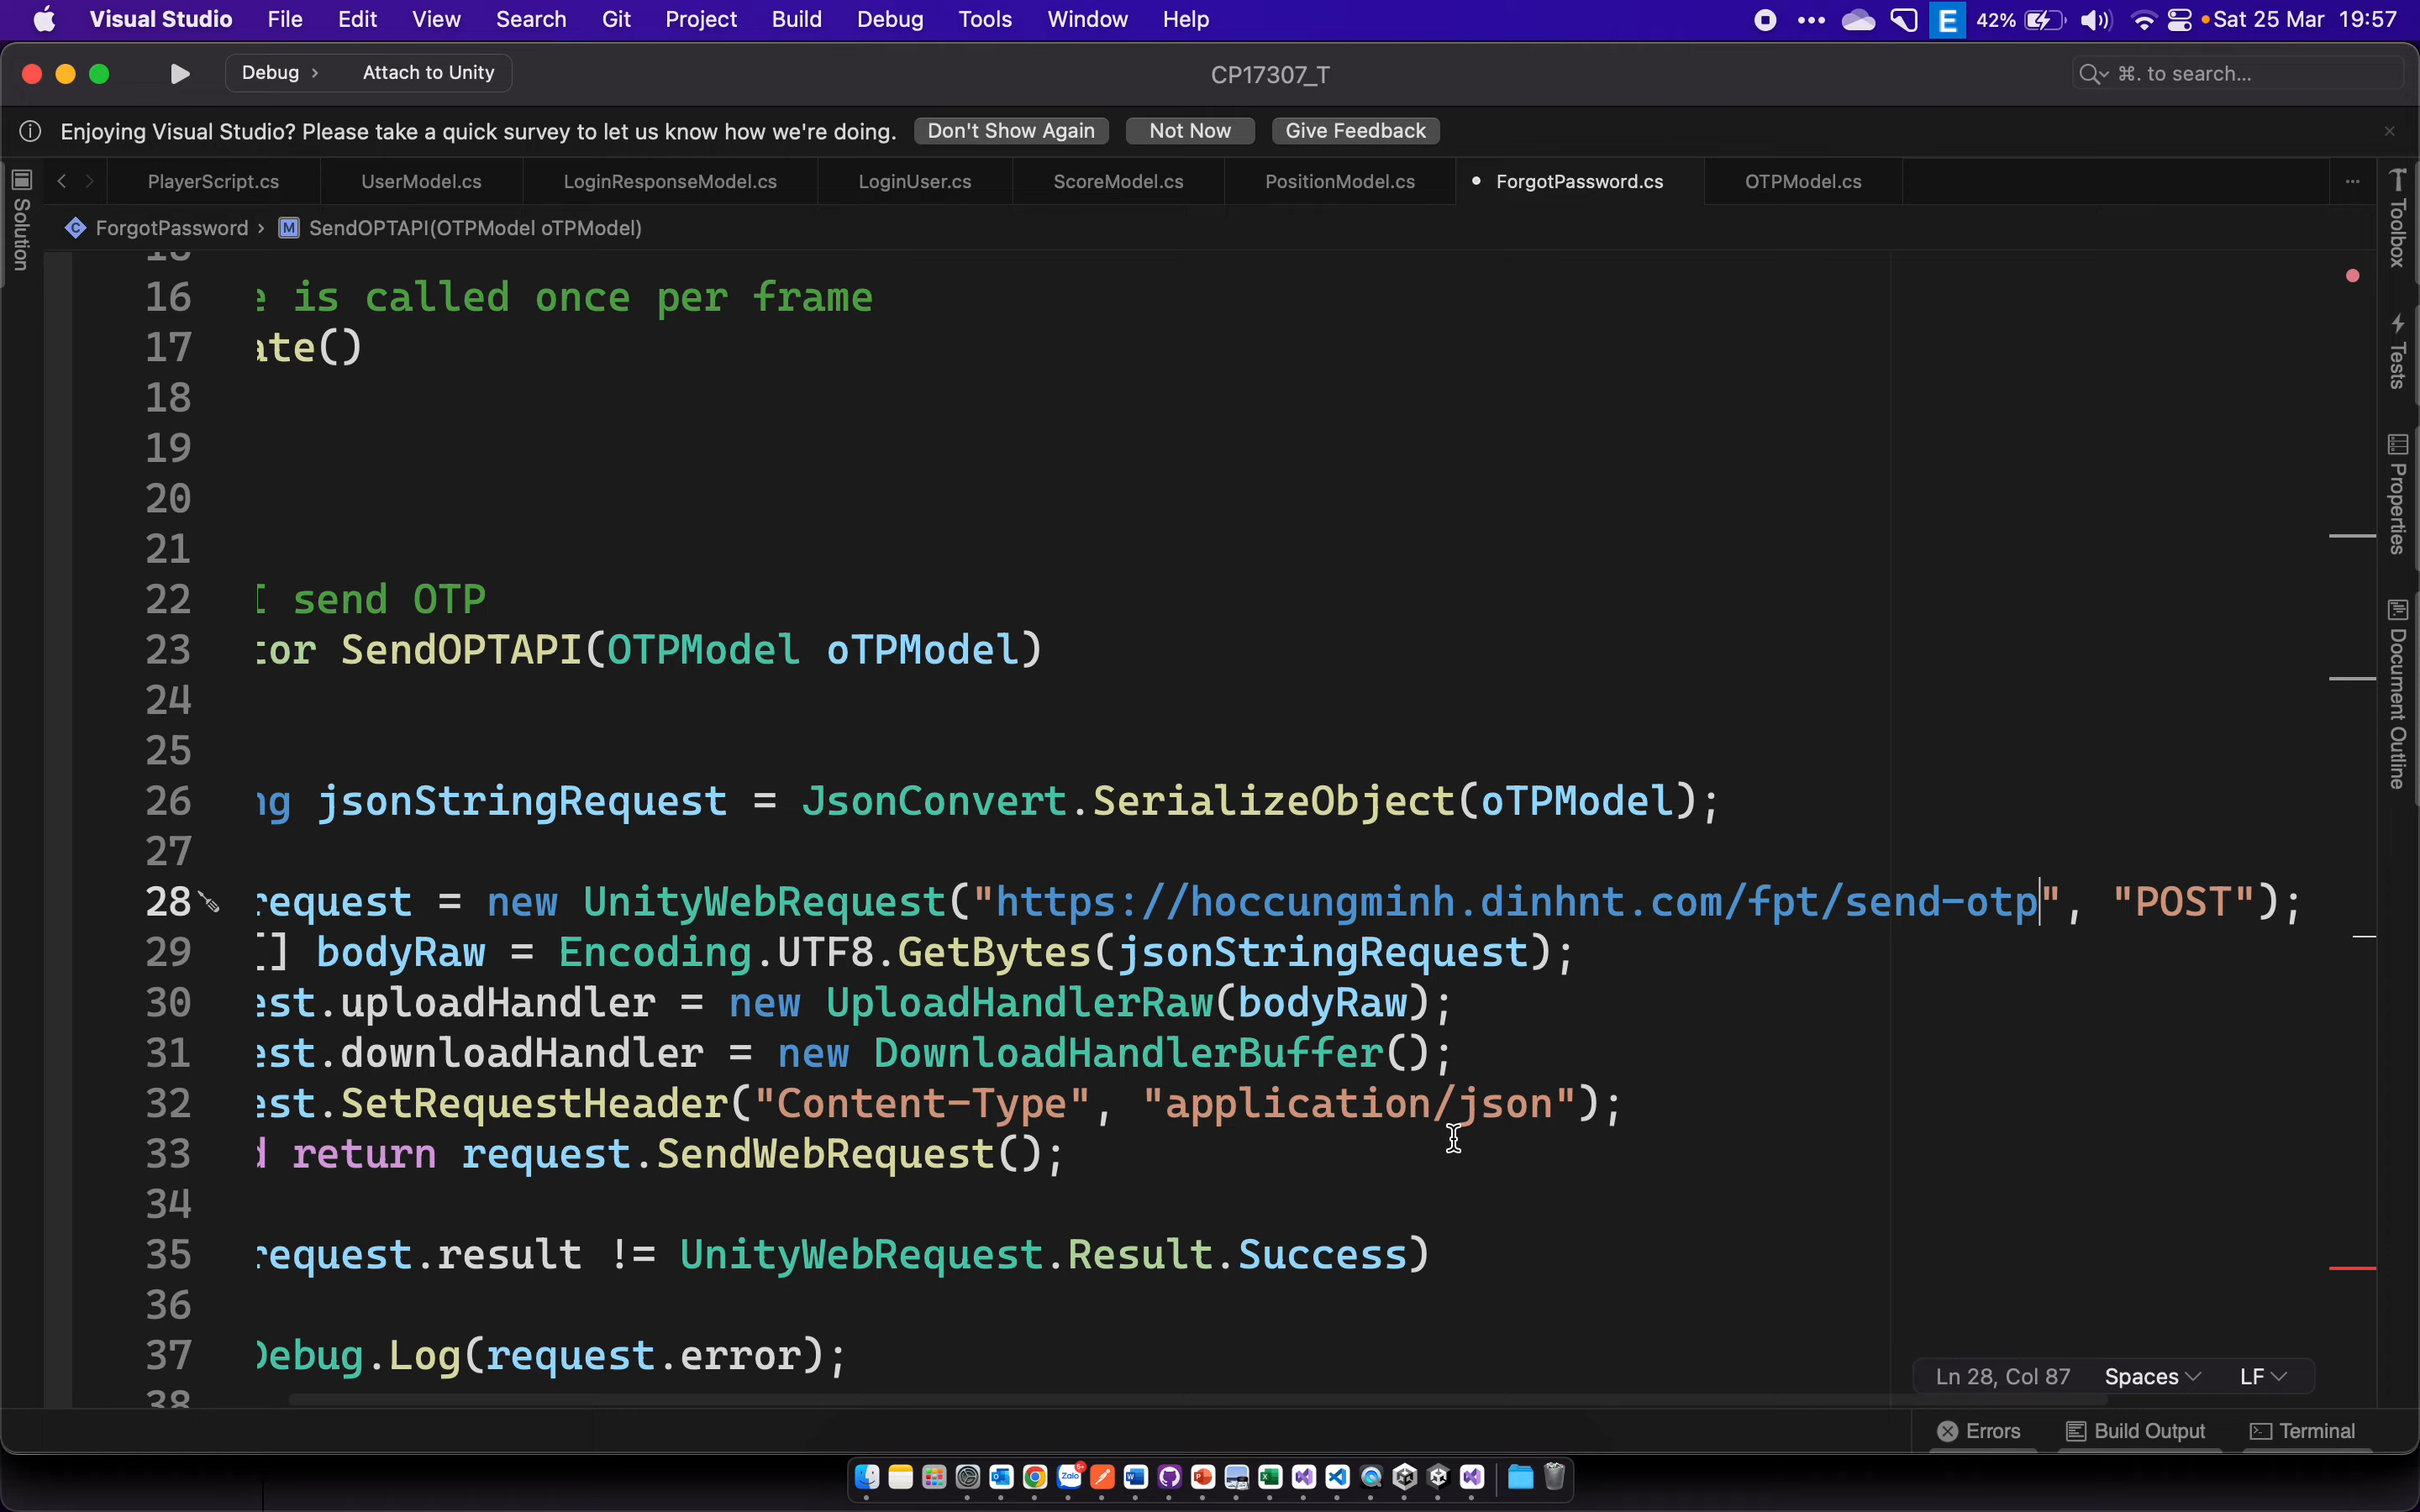 Visual Studio File Edit View Search Git Project Build Debug Tools Window Help E 42% Sat 25 Mar 19:57
Debug › Attach to Unity CP17307_T ⌘. to search...
Enjoying Visual Studio? Please take a quick survey to let us know how we're doing. Don't Show Again Not Now Give Feedback
PlayerScript.cs UserModel.cs LoginResponseModel.cs LoginUser.cs ScoreModel.cs PositionModel.cs ForgotPassword.cs OTPModel.cs
ForgotPassword › M SendOPTAPI(OTPModel oTPModel)
Solution
Toolbox
Tests
Properties
Document Outline
16 e is called once per frame
17 ate()
18
19
20
21
22 I send OTP
23 tor SendOPTAPI(OTPModel oTPModel)
24
25
26 ng jsonStringRequest = JsonConvert.SerializeObject(oTPModel);
27
28 request = new UnityWebRequest("https://hoccungminh.dinhnt.com/fpt/send-otp", "POST");
29 [] bodyRaw = Encoding.UTF8.GetBytes(jsonStringRequest);
30 est.uploadHandler = new UploadHandlerRaw(bodyRaw);
31 est.downloadHandler = new DownloadHandlerBuffer();
32 est.SetRequestHeader("Content-Type", "application/json");
33 d return request.SendWebRequest();
34
35 request.result != UnityWebRequest.Result.Success)
36
37 Debug.Log(request.error);
38
Ln 28, Col 87 Spaces LF
Errors Build Output Terminal
Zalo